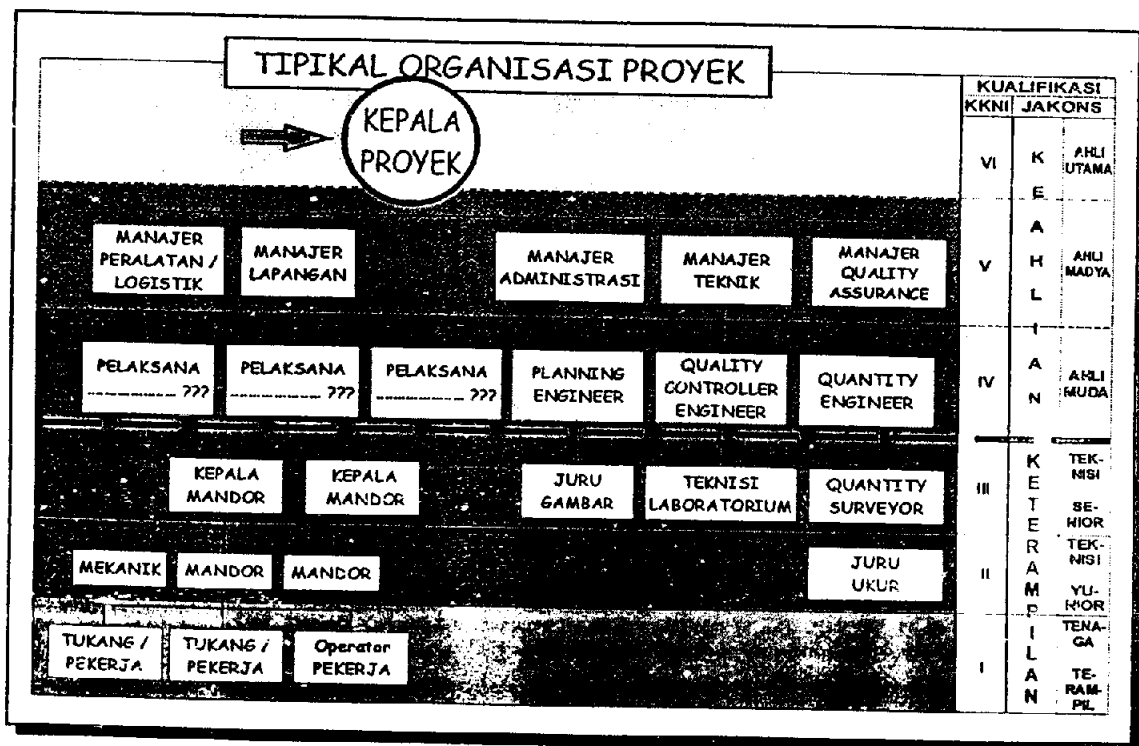 TIPIKAL ORGANISASI PROYEK
KEPALA
PROYEK
KUALIFIKASI
KKNI JAKONS
VI
AHLI
UTAMA
MANAJER
PERALATAN /
LOGISTIK
MANAJER
LAPANGAN
MANAJER
ADMINISTRASI
MANAJER
TEKNIK
MANAJER
QUALITY
ASSURANCE
V
AHLI
MADYA
PELAKSANA
................ ???
PELAKSANA
................ ???
PELAKSANA
................ ???
PLANNING
ENGINEER
QUALITY
CONTROLLER
ENGINEER
QUANTITY
ENGINEER
IV
AHLI
MUDA
K
E
A
H
L
I
A
N
KEPALA
MANDOR
KEPALA
MANDOR
JURU
GAMBAR
TEKNISI
LABORATORIUM
QUANTITY
SURVEYOR
III
TEK-
NISI
SE-
NIOR
MEKANIK
MANDOR
MANDOR
JURU
UKUR
II
TEK-
NISI
YU-
NIOR
TUKANG /
PEKERJA
TUKANG /
PEKERJA
Operator
PEKERJA
I
TENA-
GA
TE-
RAM-
PIL
K
E
T
E
R
A
M
P
I
L
A
N